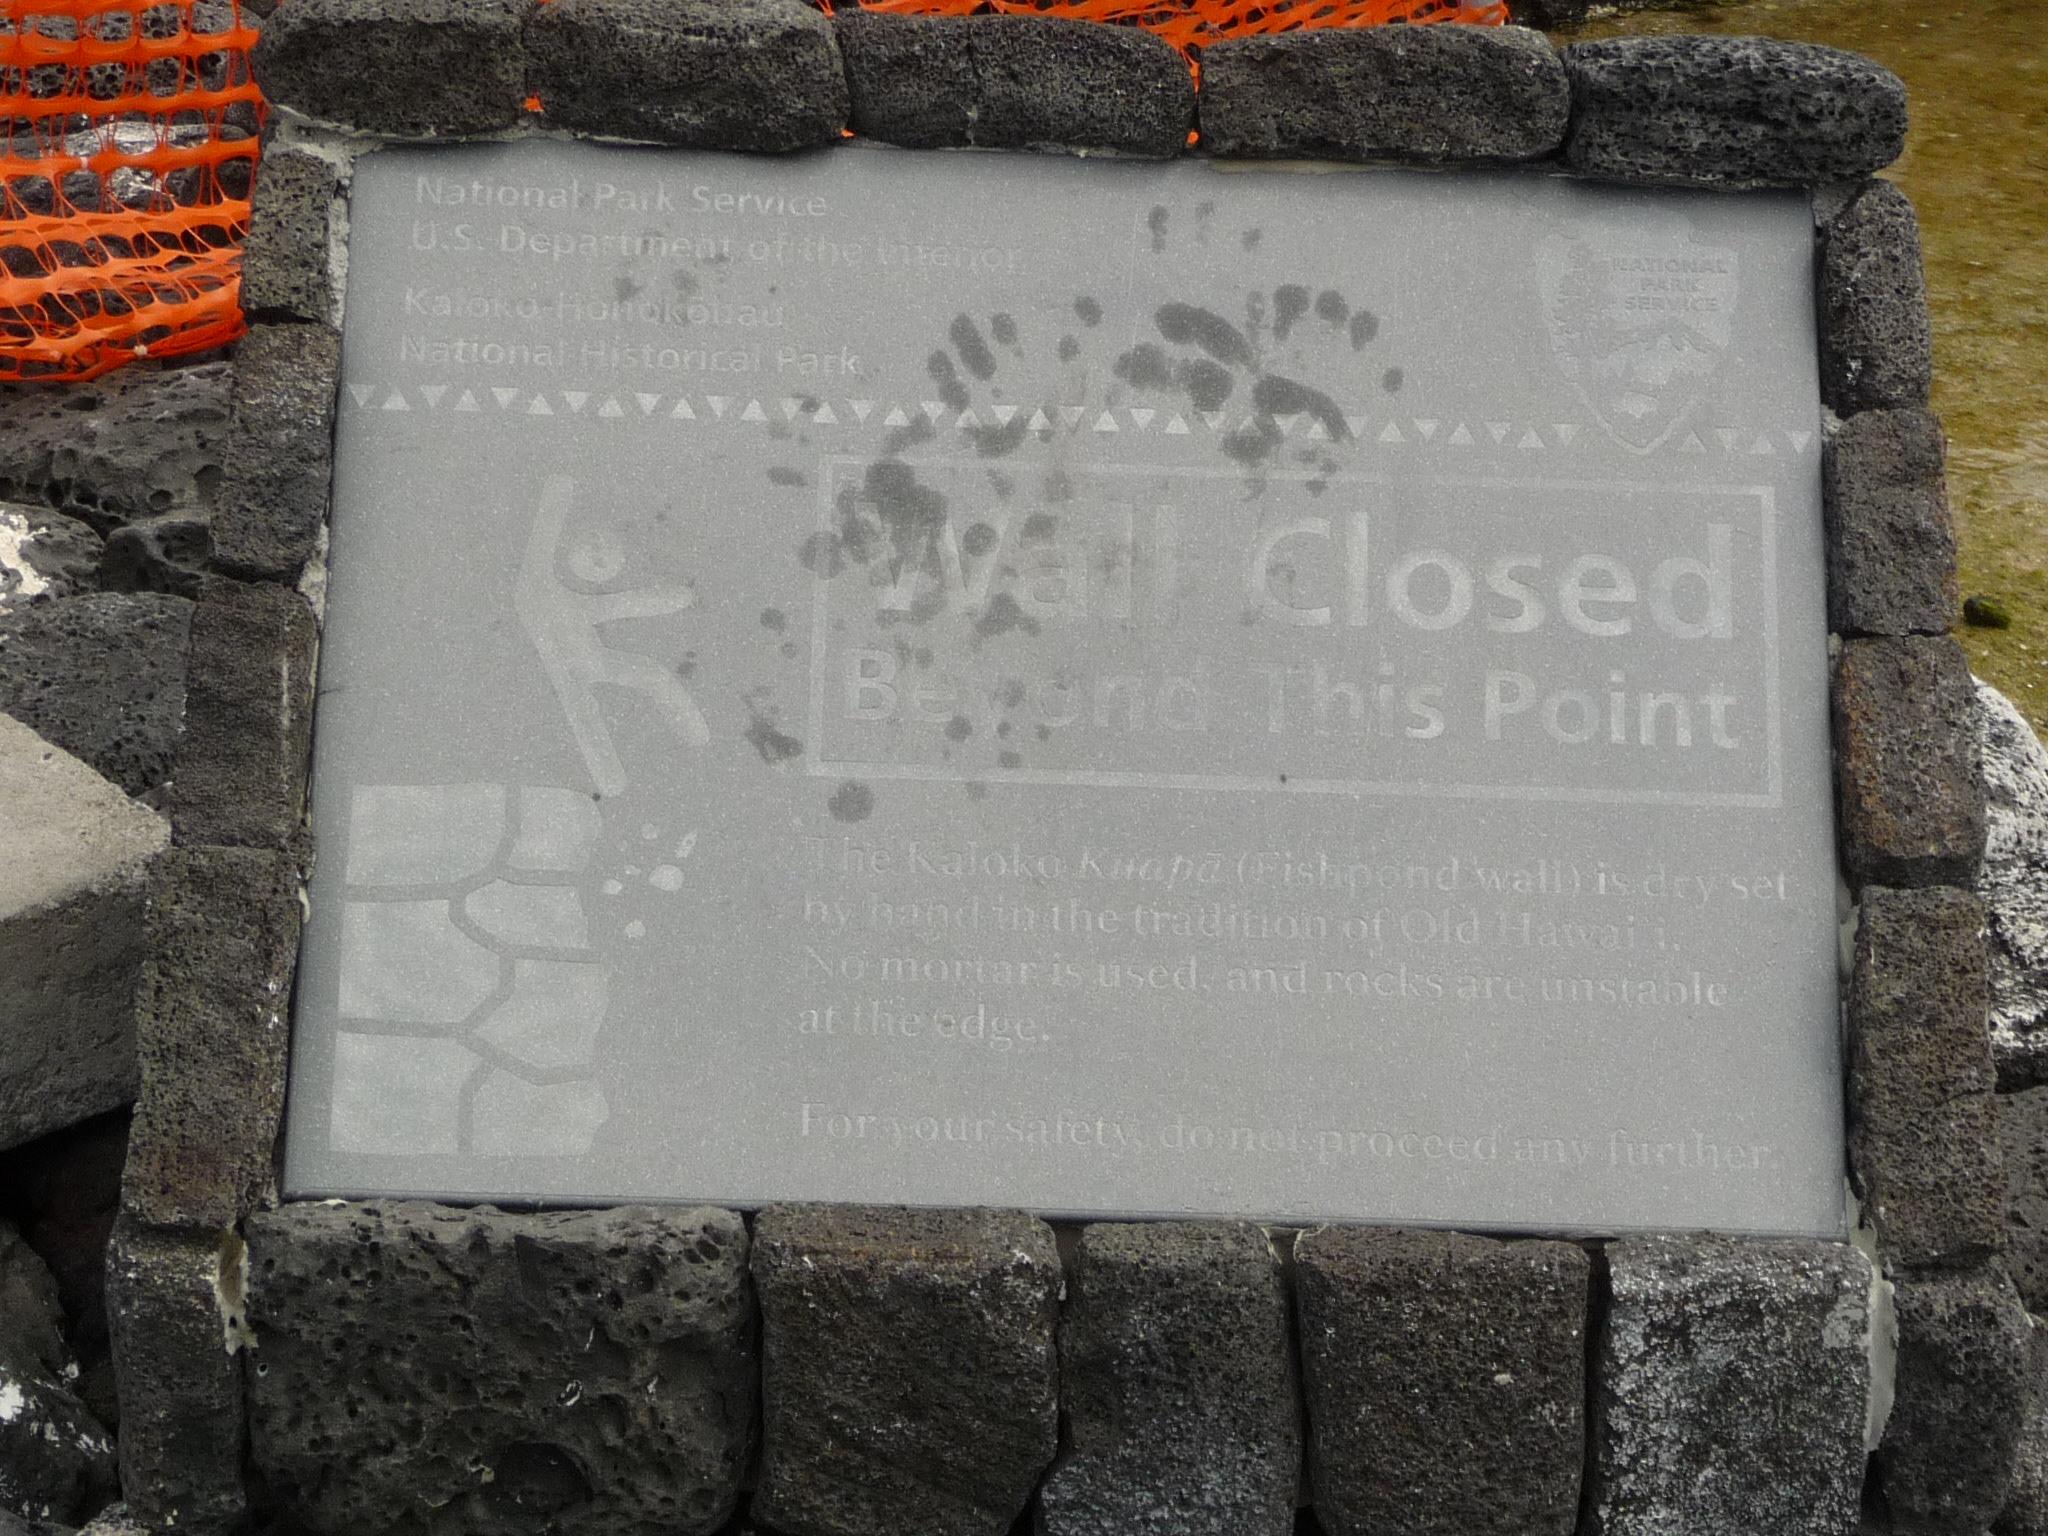 National Park Service
U.S. Department of the Interior
Kaloko-Honokohau
National Historical Park
NATIONAL
PARK
SERVICE
Wall Closed
Beyond This Point
The Kaloko Kuapā (Fishpond wall) is dry set
by hand in the tradition of Old Hawai i.
No mortar is used, and rocks are unstable
at the edge.
For your safety, do not proceed any further.